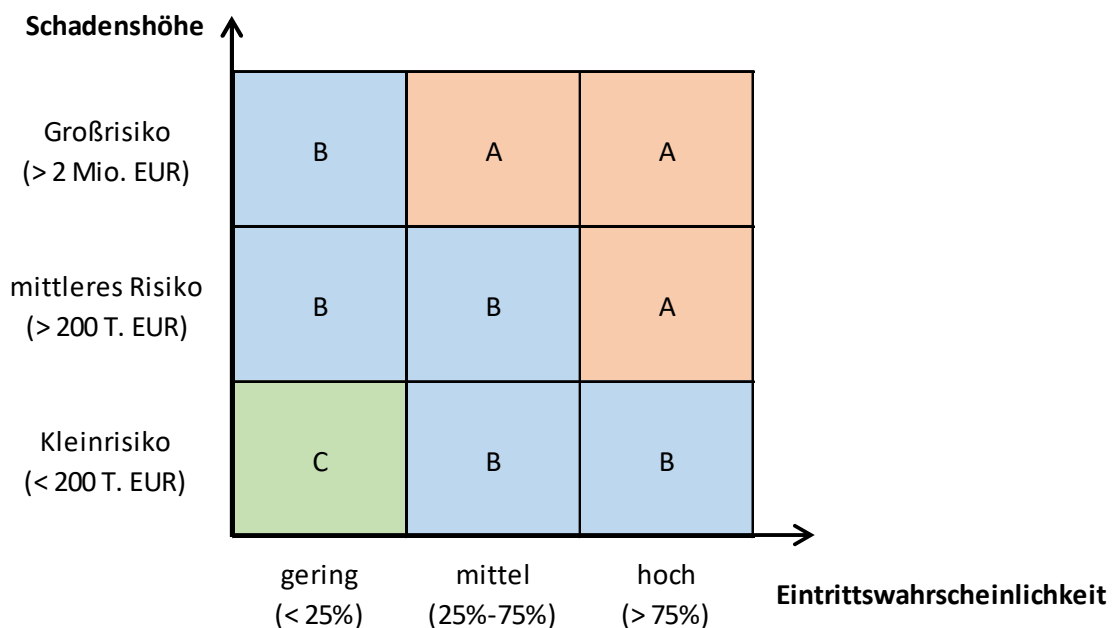 Schadenshöhe
Großrisiko
(> 2 Mio. EUR)
B
A
A
mittleres Risiko
(> 200 T. EUR)
B
B
A
Kleinrisiko
(< 200 T. EUR)
C
B
B
gering
(< 25%)
mittel
(25%-75%)
hoch
(> 75%)
Eintrittswahrscheinlichkeit